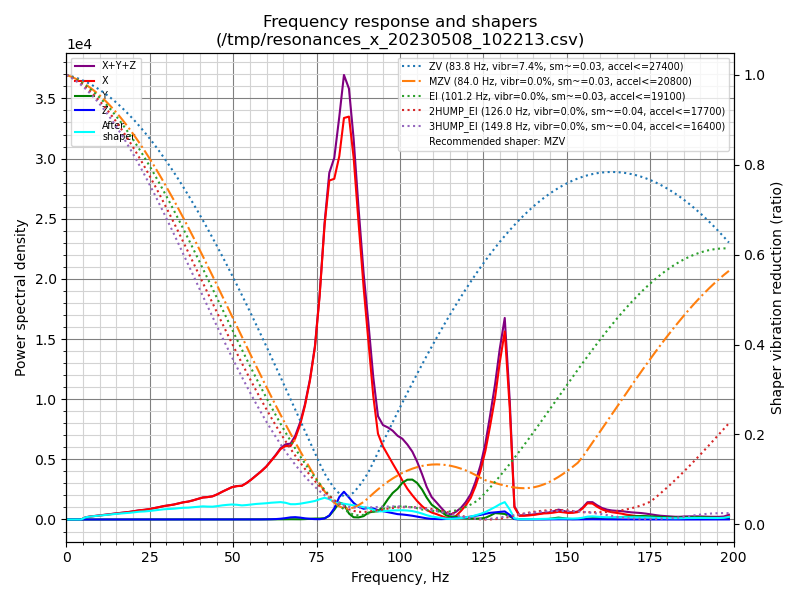 Frequency response and shapers
(/tmp/resonances_x_20230508_102213.csv)
1e4
X+Y+Z
X
Y
Z
After
shaper
ZV (83.8 Hz, vibr=7.4%, sm~=0.03, accel<=27400)
MZV (84.0 Hz, vibr=0.0%, sm~=0.03, accel<=20800)
EI (101.2 Hz, vibr=0.0%, sm~=0.03, accel<=19100)
2HUMP_EI (126.0 Hz, vibr=0.0%, sm~=0.04, accel<=17700)
3HUMP_EI (149.8 Hz, vibr=0.0%, sm~=0.04, accel<=16400)
Recommended shaper: MZV
Power spectral density
3.5
3.0
2.5
2.0
1.5
1.0
0.5
0.0
1.0
0.8
0.6
0.4
0.2
0.0
Shaper vibration reduction (ratio)
0 25 50 75 100 125 150 175 200
Frequency, Hz